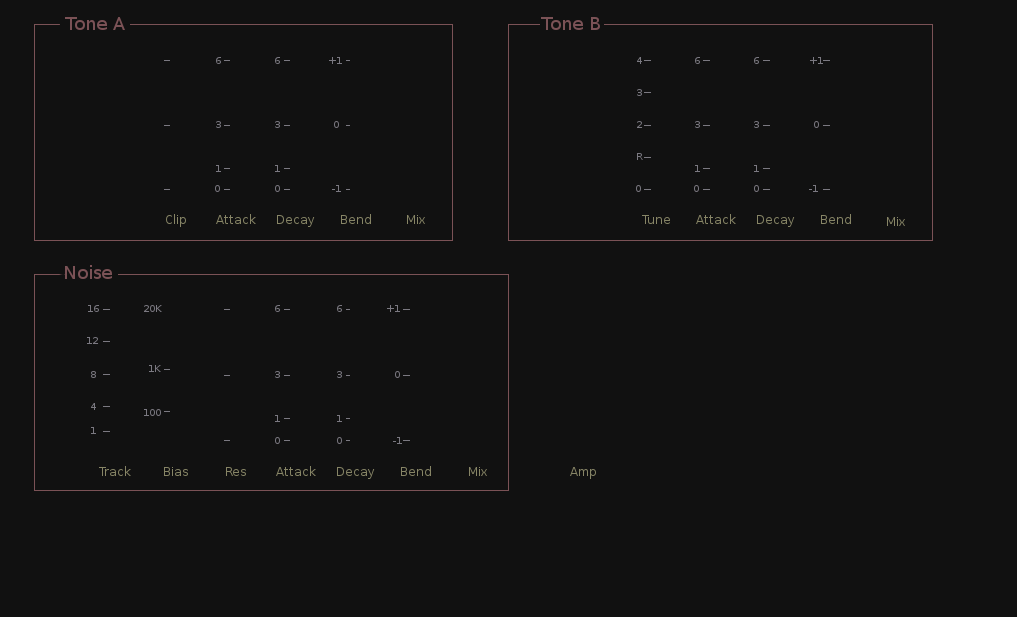 Tone A
6 6 +1
3 3 0
1 1
0 0 -1
Clip Attack Decay Bend Mix
Tone B
4 6 6 +1
3
2 3 3 0
R
1 1
0 0 0 -1
Tune Attack Decay Bend Mix
Noise
16 20K 6 6 +1
12
1K
8 3 3 0
4
100
1 1
1
0 0 -1
Track Bias Res Attack Decay Bend Mix
Amp